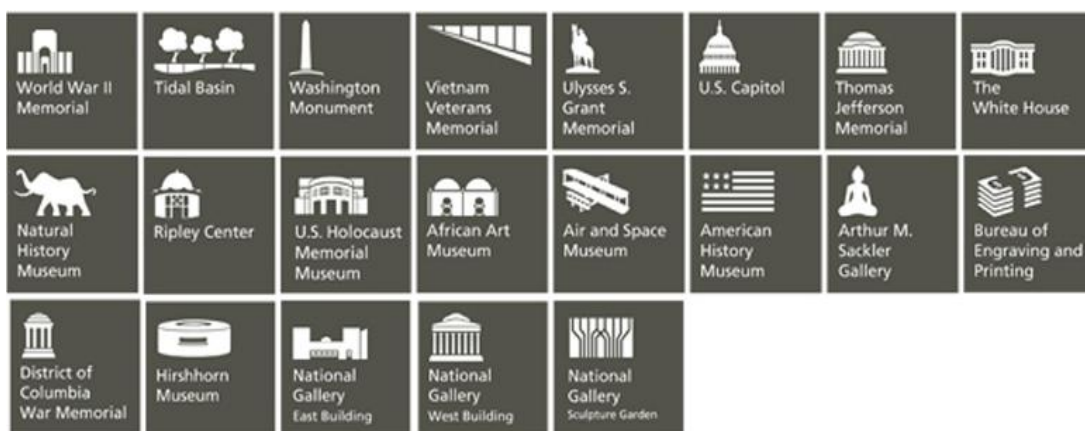 World War II
Memorial
Tidal Basin
Washington
Monument
Vietnam
Veterans
Memorial
Ulysses S.
Grant
Memorial
U.S. Capitol
Thomas
Jefferson
Memorial
The
White House
Natural
History
Museum
Ripley Center
U.S. Holocaust
Memorial
Museum
African Art
Museum
Air and Space
Museum
American
History
Museum
Arthur M.
Sackler
Gallery
Bureau of
Engraving and
Printing
District of
Columbia
War Memorial
Hirshhorn
Museum
National
Gallery
East Building
National
Gallery
West Building
National
Gallery
Sculpture Garden